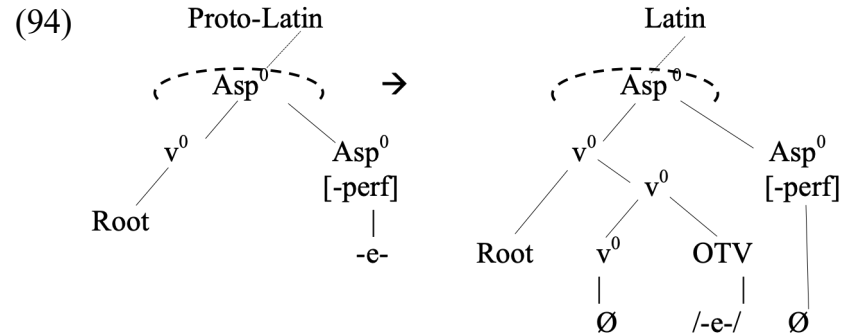 (94) Proto-Latin Latin
Asp⁰ → Asp⁰
v⁰ Asp⁰ v⁰ Asp⁰
[-perf] v⁰ [-perf]
Root Root v⁰ OTV
-e- Ø /-e-/ Ø